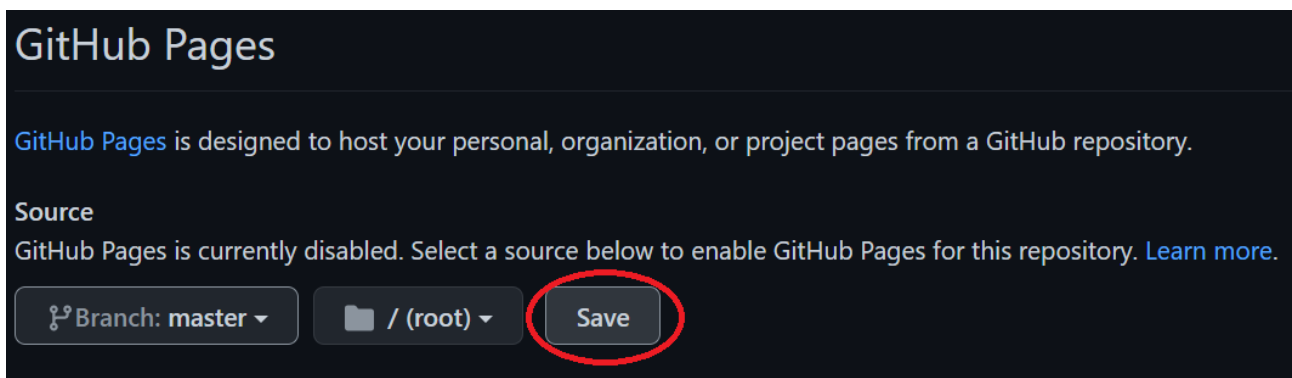 GitHub Pages
GitHub Pages is designed to host your personal, organization, or project pages from a GitHub repository.
Source
GitHub Pages is currently disabled. Select a source below to enable GitHub Pages for this repository. Learn more.
Branch: master / (root) Save